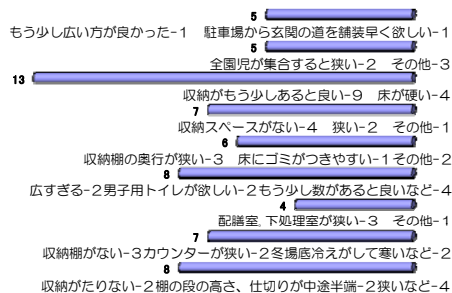 5
もう少し広い方が良かった-1 駐車場から玄関の道を舗装早く欲しい-1
5
全園児が集合すると狭い-2 その他-3
13
収納がもう少しあると良い-9 床が硬い-4
7
収納スペースがない-4 狭い-2 その他-1
6
収納棚の奥行が狭い-3 床にゴミがつきやすい-1その他-2
8
広すぎる-2男子用トイレが欲しい-2もう少し数があると良いなど-4
4
配膳室,下処理室が狭い-3 その他-1
7
収納棚がない-3カウンターが狭い-2冬場底冷えがして寒いなど-2
8
収納がたりない-2棚の段の高さ、仕切りが中途半端-2狭いなど-4